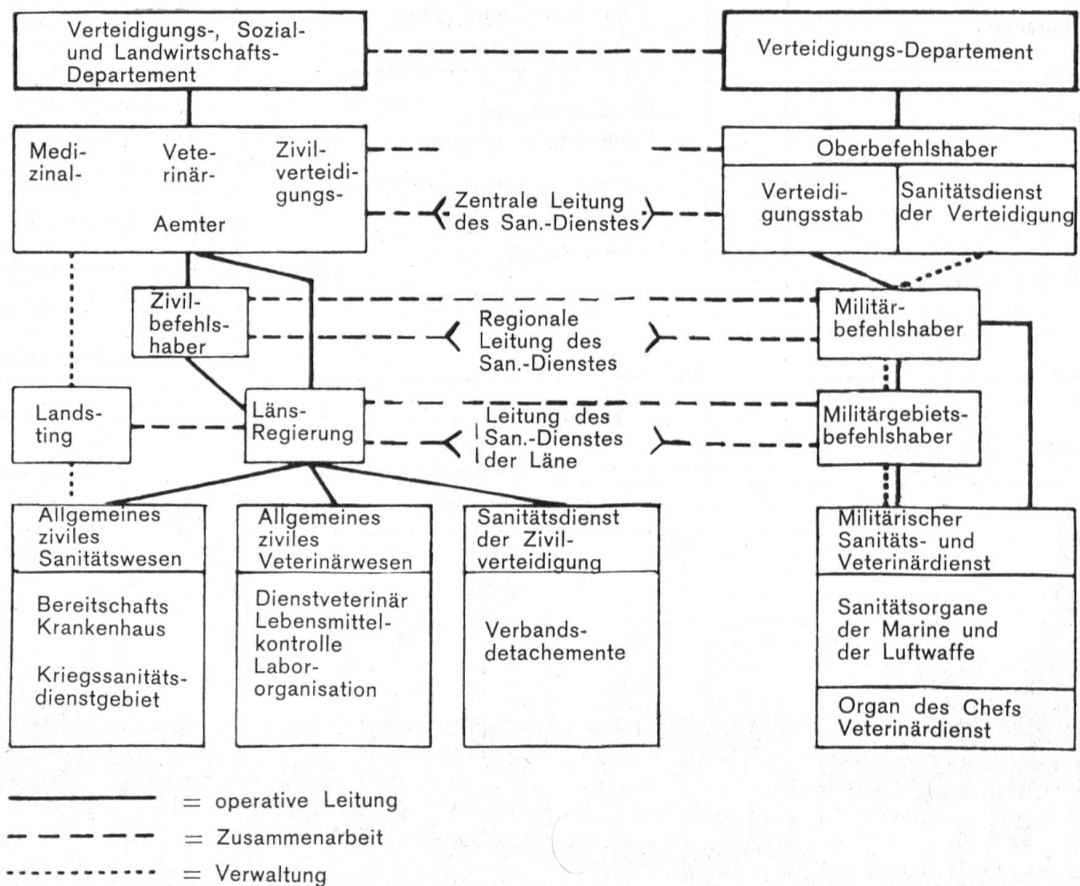 Verteidigungs-, Sozial-
und Landwirtschafts-
Departement
Verteidigungs-Departement
Medi-
zinal-
Vete-
rinär-
Zivil-
verteidi-
gungs-
Aemter
Oberbefehlshaber
Verteidi-
gungsstab
Sanitätsdienst
der Verteidigung
Zentrale Leitung
des San.-Dienstes
Zivil-
befehls-
haber
Regionale
Leitung des
San.-Dienstes
Militär-
befehlshaber
Lands-
ting
Läns-
Regierung
Leitung des
San.-Dienstes
der Läne
Militärgebiets-
befehlshaber
Allgemeines
ziviles
Sanitätswesen
Bereitschafts
Krankenhaus
Kriegssanitäts-
dienstgebiet
Allgemeines
ziviles
Veterinärwesen
Dienstveterinär
Lebensmittel-
kontrolle
Labor-
organisation
Sanitätsdienst
der Zivil-
verteidigung
Verbands-
detachemente
Militärischer
Sanitäts- und
Veterinärdienst
Sanitätsorgane
der Marine und
der Luftwaffe
Organ des Chefs
Veterinärdienst
= operative Leitung
= Zusammenarbeit
= Verwaltung